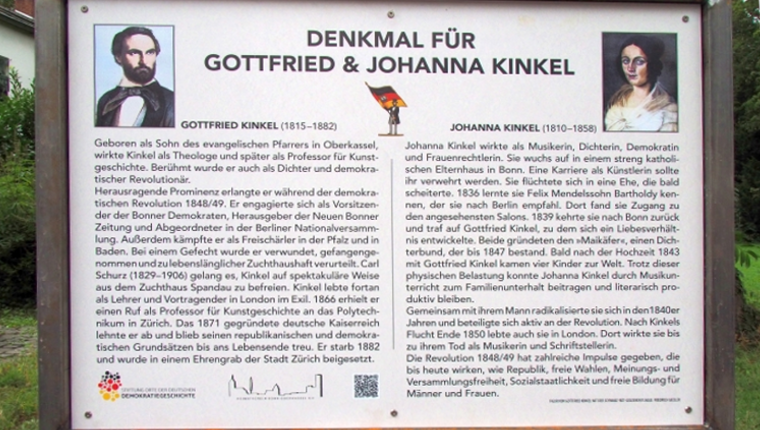 DENKMAL FÜR
GOTTFRIED & JOHANNA KINKEL
GOTTFRIED KINKEL (1815–1882)
Geboren als Sohn des evangelischen Pfarrers in Oberkassel,
wirkte Kinkel als Theologe und später als Professor für Kunst-
geschichte. Berühmt wurde er auch als Dichter und demokra-
tischer Revolutionär.
Herausragende Prominenz erlangte er während der demokra-
tischen Revolution 1848/49. Er engagierte sich als Vorsitzen-
der der Bonner Demokraten, Herausgeber der Neuen Bonner
Zeitung und Abgeordneter in der Berliner Nationalversamm-
lung. Außerdem kämpfte er als Freischärler in der Pfalz und in
Baden. Bei einem Gefecht wurde er verwundet, gefangenge-
nommen und zu lebenslänglicher Zuchthaushaft verurteilt. Carl
Schurz (1829–1906) gelang es, Kinkel auf spektakuläre Weise
aus dem Zuchthaus Spandau zu befreien. Kinkel lebte fortan
als Lehrer und Vortragender in London im Exil. 1866 erhielt er
einen Ruf als Professor für Kunstgeschichte an das Polytech-
nikum in Zürich. Das 1871 gegründete deutsche Kaiserreich
lehnte er ab und blieb seinen republikanischen und demokra-
tischen Grundsätzen bis ans Lebensende treu. Er starb 1882
und wurde in einem Ehrengrab der Stadt Zürich beigesetzt.
JOHANNA KINKEL (1810–1858)
Johanna Kinkel wirkte als Musikerin, Dichterin, Demokratin
und Frauenrechtlerin. Sie wuchs auf in einem streng katholi-
schen Elternhaus in Bonn. Eine Karriere als Künstlerin sollte
ihr verwehrt werden. Sie flüchtete sich in eine Ehe, die bald
scheiterte. 1836 lernte sie Felix Mendelssohn Bartholdy ken-
nen, der sie nach Berlin empfahl. Dort fand sie Zugang zu
den angesehensten Salons. 1839 kehrte sie nach Bonn zurück
und traf auf Gottfried Kinkel, zu dem sich ein Liebesverhält-
nis entwickelte. Beide gründeten den »Maikäfer«, einen Dich-
terbund, der bis 1847 bestand. Bald nach der Hochzeit 1843
mit Gottfried Kinkel kamen vier Kinder zur Welt. Trotz dieser
physischen Belastung konnte Johanna Kinkel durch Musikun-
terricht zum Familienunterhalt beitragen und literarisch pro-
duktiv bleiben.
Gemeinsam mit ihrem Mann radikalisierte sie sich in den 1840er
Jahren und beteiligte sich aktiv an der Revolution. Nach Kinkels
Flucht Ende 1850 lebte auch sie in London. Dort wirkte sie bis
zu ihrem Tod als Musikerin und Schriftstellerin.
Die Revolution 1848/49 hat zahlreiche Impulse gegeben, die
bis heute wirken, wie Republik, freie Wahlen, Meinungs- und
Versammlungsfreiheit, Sozialstaatlichkeit und freie Bildung für
Männer und Frauen.
STIFTUNG ORTE DER DEUTSCHEN
DEMOKRATIEGESCHICHTE